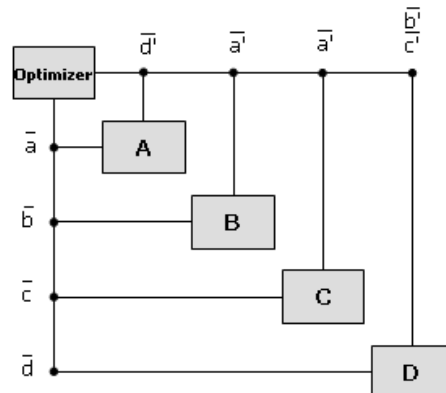 b̅'̅
d̅'̅ a̅'̅ a̅'̅ c̅'̅
Optimizer
a̅ A
b̅ B
c̅ C
d̅ D